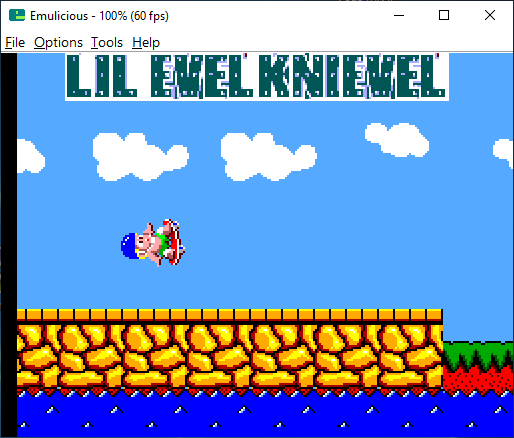 Emulicious - 100% (60 fps)
File Options Tools Help
LIL EVEL KNIEVEL